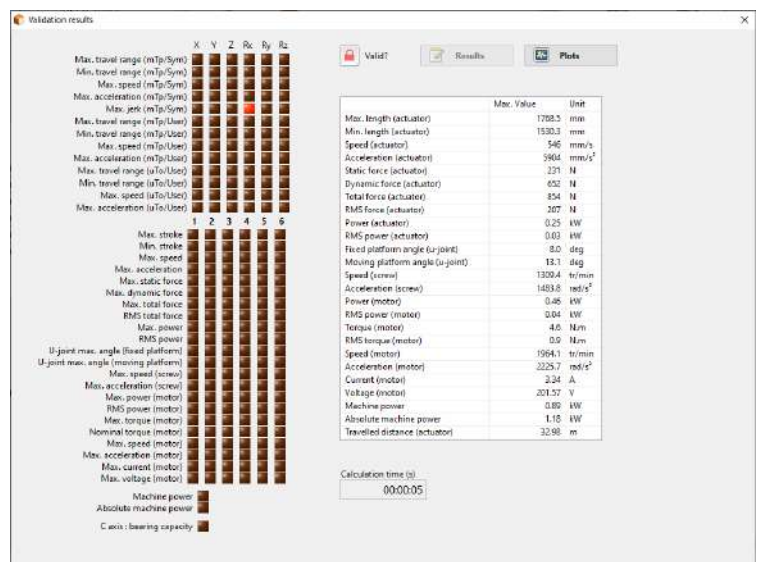 Validation results
X Y Z Rx Ry Rz
Max. travel range (mTp/Sym)
Min. travel range (mTp/Sym)
Max. speed (mTp/Sym)
Max. acceleration (mTp/Sym)
Max. jerk (mTp/Sym)
Max. travel range (mTp/User)
Min. travel range (mTp/User)
Max. speed (mTp/User)
Max. acceleration (mTp/User)
Max. travel range (uTo/User)
Min. travel range (uTo/User)
Max. speed (uTo/User)
Max. acceleration (uTo/User)
1 2 3 4 5 6
Max. stroke
Min. stroke
Max. speed
Max. acceleration
Max. static force
Max. dynamic force
Max. total force
RMS total force
Max. power
RMS power
U-joint max. angle (fixed platform)
U-joint max. angle (moving platform)
Max. speed (screw)
Max. acceleration (screw)
Max. power (motor)
RMS power (motor)
Max. torque (motor)
Nominal torque (motor)
Max. speed (motor)
Max. acceleration (motor)
Max. current (motor)
Max. voltage (motor)
Machine power
Absolute machine power
C axis : bearing capacity
Valid? Results Plots
Max. Value Unit
Max. length (actuator) 1768.5 mm
Min. length (actuator) 1530.3 mm
Speed (actuator) 546 mm/s
Acceleration (actuator) 5904 mm/s²
Static force (actuator) 231 N
Dynamic force (actuator) 652 N
Total force (actuator) 854 N
RMS force (actuator) 207 N
Power (actuator) 0.25 kW
RMS power (actuator) 0.03 kW
Fixed platform angle (u-joint) 8.0 deg
Moving platform angle (u-joint) 13.1 deg
Speed (screw) 1309.4 tr/min
Acceleration (screw) 1483.8 rad/s²
Power (motor) 0.46 kW
RMS power (motor) 0.04 kW
Torque (motor) 4.6 N.m
RMS torque (motor) 0.9 N.m
Speed (motor) 1964.1 tr/min
Acceleration (motor) 2225.7 rad/s²
Current (motor) 3.34 A
Voltage (motor) 201.57 V
Machine power 0.89 kW
Absolute machine power 1.18 kW
Travelled distance (actuator) 32.98 m
Calculation time (s)
00:00:05